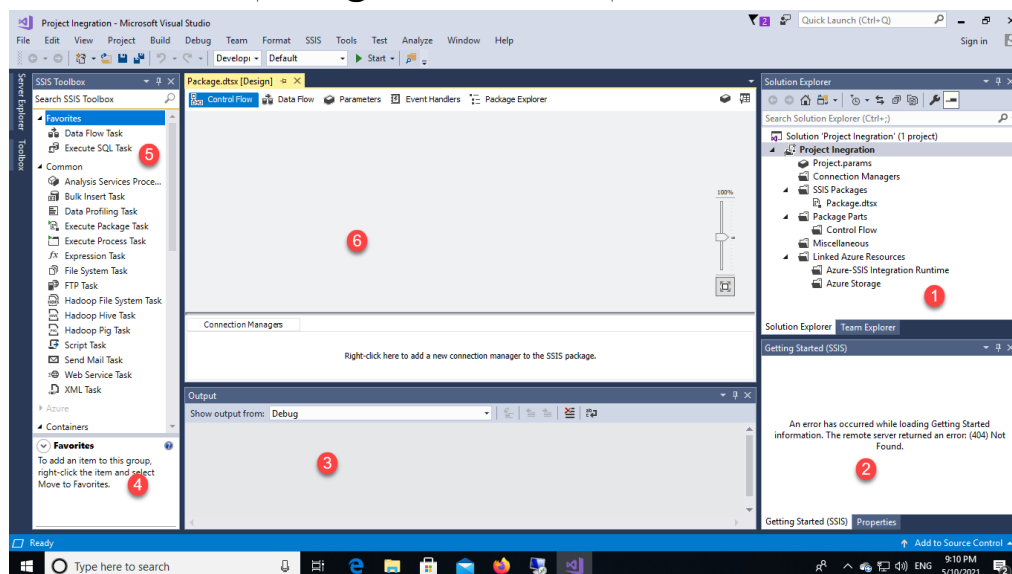 Project Inegration - Microsoft Visual Studio
2
Quick Launch (Ctrl+Q)
File Edit View Project Build Debug Team Format SSIS Tools Test Analyze Window Help
Sign in
Default
Start
Server Explorer
Toolbox
SSIS Toolbox
Search SSIS Toolbox
Favorites
Data Flow Task
Execute SQL Task
5
Common
Analysis Services Proce...
Bulk Insert Task
Data Profiling Task
Execute Package Task
Execute Process Task
Expression Task
File System Task
FTP Task
Hadoop File System Task
Hadoop Hive Task
Hadoop Pig Task
Script Task
Send Mail Task
Web Service Task
XML Task
Azure
Containers
Favorites
To add an item to this group,
right-click the item and select
Move to Favorites.
4
Package.dtsx [Design]
Control Flow Data Flow Parameters Event Handlers Package Explorer
100%
6
Connection Managers
Right-click here to add a new connection manager to the SSIS package.
Output
Show output from: Debug
3
Solution Explorer
Search Solution Explorer (Ctrl+;)
Solution 'Project Inegration' (1 project)
Project Inegration
Project.params
Connection Managers
SSIS Packages
Package.dtsx
Package Parts
Control Flow
Miscellaneous
Linked Azure Resources
Azure-SSIS Integration Runtime
Azure Storage
1
Solution Explorer Team Explorer
Getting Started (SSIS)
An error has occurred while loading Getting Started
information. The remote server returned an error: (404) Not
Found.
2
Getting Started (SSIS) Properties
Ready
Add to Source Control
Type here to search
ENG
9:10 PM
5/10/2021